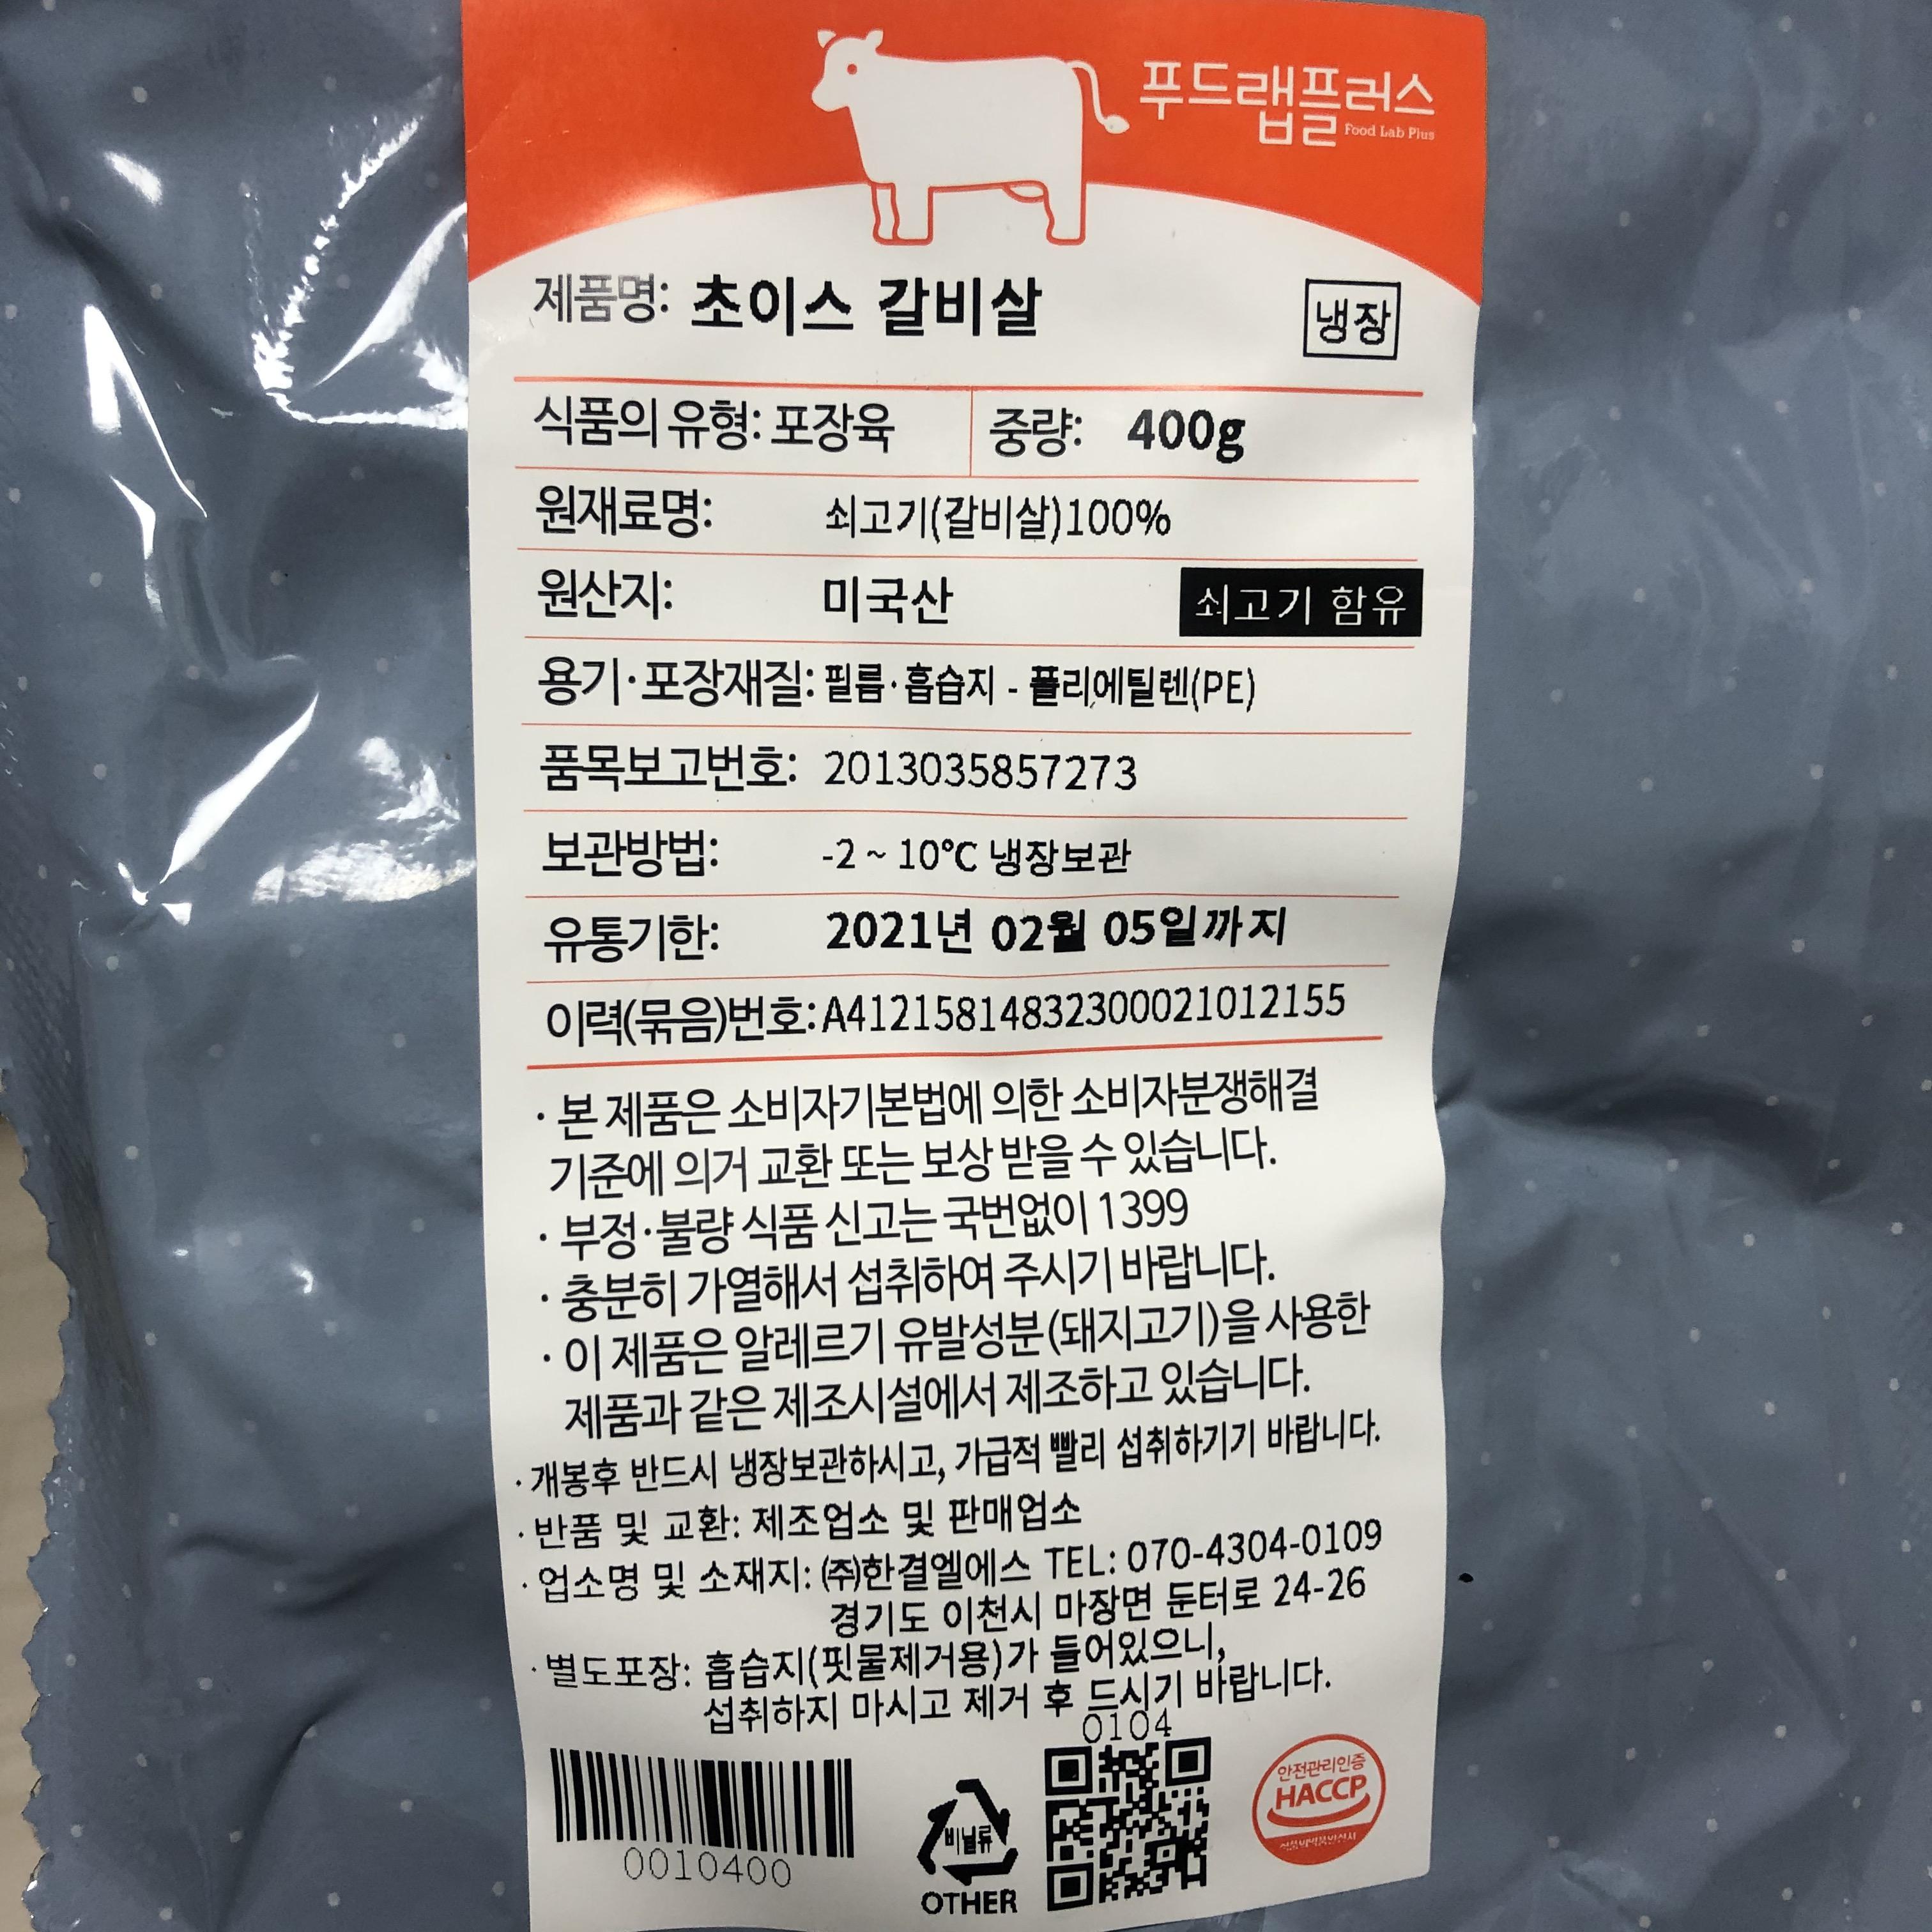 푸드랩플러스
Food Lab Plus
제품명: 초이스 갈비살
냉장
식품의 유형: 포장육 중량: 400g
원재료명: 쇠고기(갈비살)100%
원산지: 미국산 쇠고기 함유
용기·포장재질: 필름·흡습지 - 폴리에틸렌(PE)
품목보고번호: 2013035857273
보관방법: -2 ~ 10℃ 냉장보관
유통기한: 2021년 02월 05일까지
이력(묶음)번호: A41215814832300021012155
· 본 제품은 소비자기본법에 의한 소비자분쟁해결
기준에 의거 교환 또는 보상 받을 수 있습니다.
· 부정·불량 식품 신고는 국번없이 1399
· 충분히 가열해서 섭취하여 주시기 바랍니다.
· 이 제품은 알레르기 유발성분(돼지고기)을 사용한
제품과 같은 제조시설에서 제조하고 있습니다.
· 개봉후 반드시 냉장보관하시고, 가급적 빨리 섭취하기기 바랍니다.
· 반품 및 교환: 제조업소 및 판매업소
· 업소명 및 소재지: ㈜한결엘에스 TEL: 070-4304-0109
경기도 이천시 마장면 둔터로 24-26
· 별도포장: 흡습지(핏물제거용)가 들어있으니,
섭취하지 마시고 제거 후 드시기 바랍니다.
0104
0010400
비닐류
OTHER
안전관리인증
HACCP